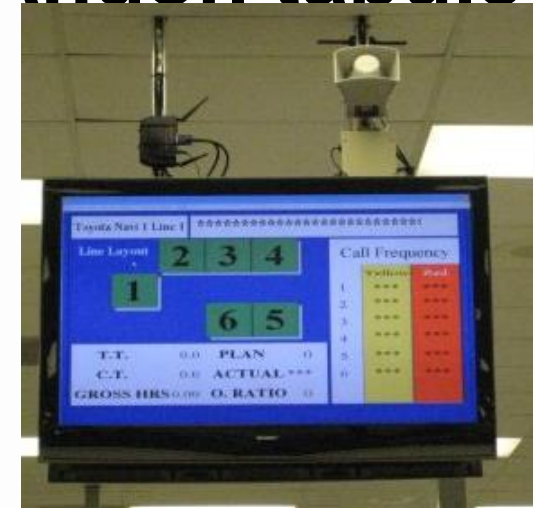 Toyota Navi 1 Line 1 **************************
Line Layout 2 3 4
1
6 5
Call Frequency
Yellow Red
1 *** ***
2 *** ***
3 *** ***
4 *** ***
5 *** ***
6 *** ***
T.T. 0.0 PLAN 0
C.T. 0.0 ACTUAL ***
GROSS HRS 0.00 O. RATIO 0